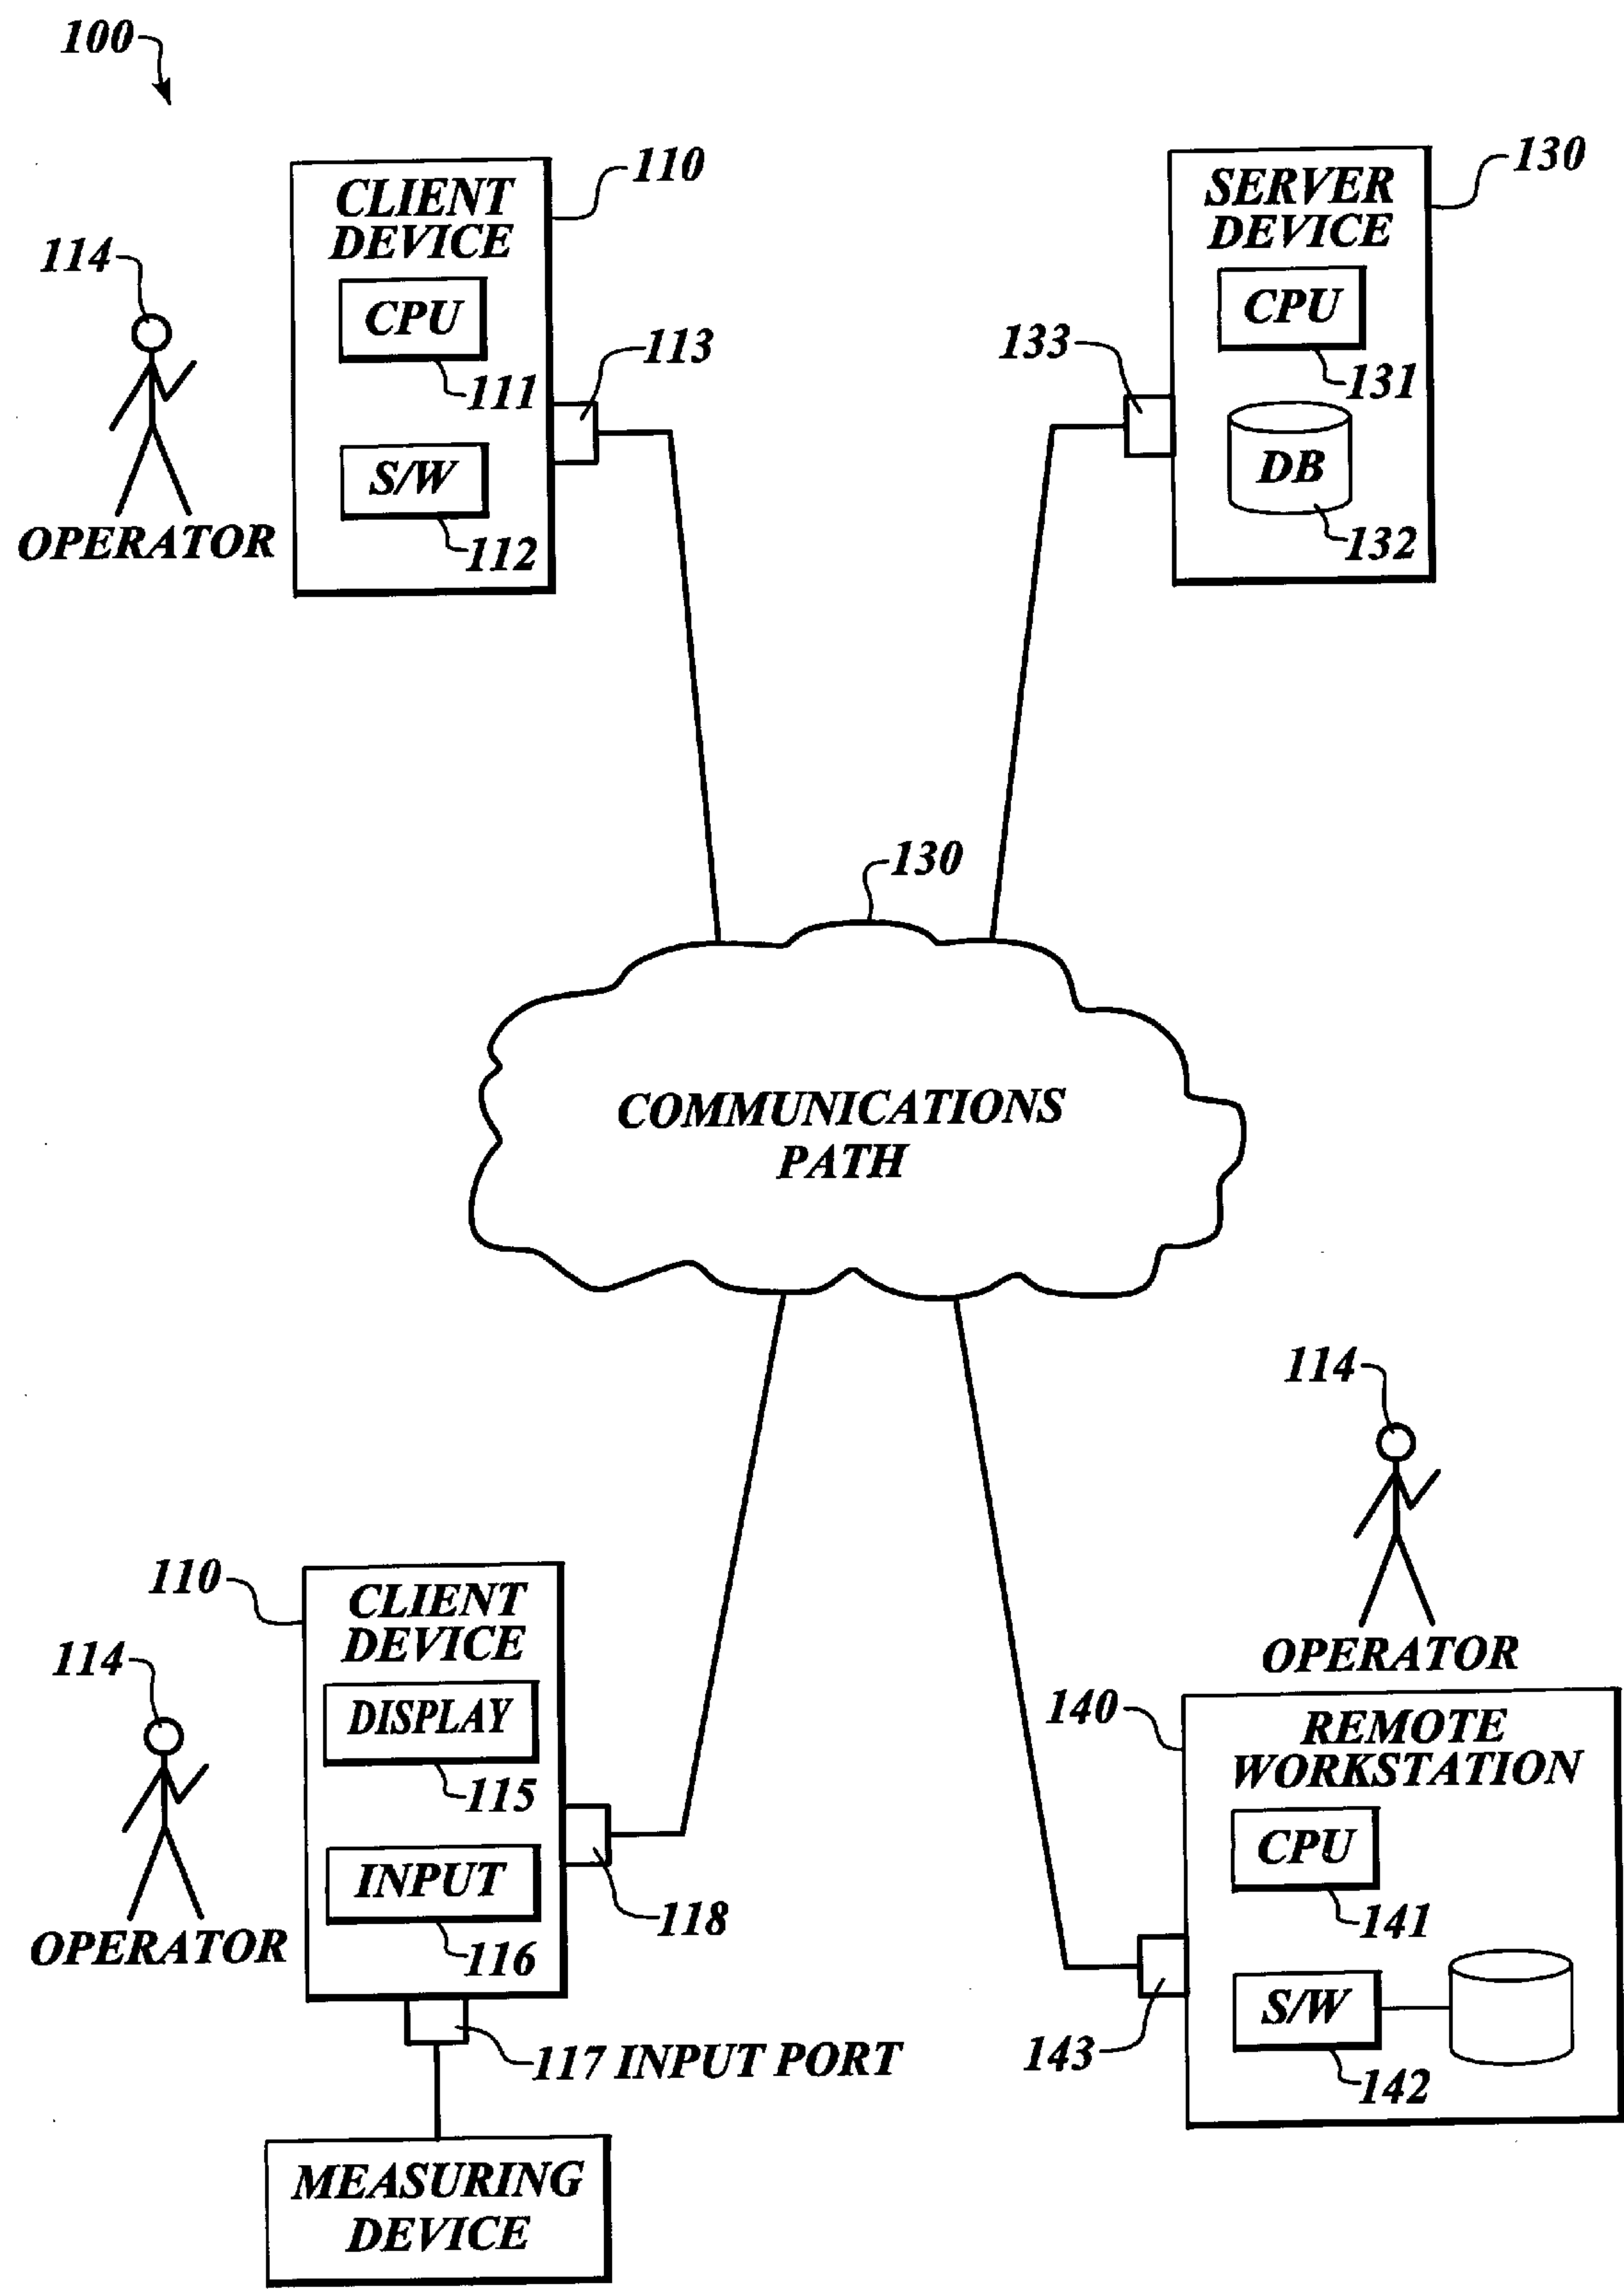 100
CLIENT
DEVICE
110
CPU
111
S/W
112
113
114
OPERATOR
SERVER
DEVICE
130
CPU
131
DB
132
133
130
COMMUNICATIONS
PATH
110
CLIENT
DEVICE
DISPLAY
115
INPUT
116
118
114
OPERATOR
117 INPUT PORT
MEASURING
DEVICE
114
OPERATOR
140
REMOTE
WORKSTATION
CPU
141
S/W
142
143